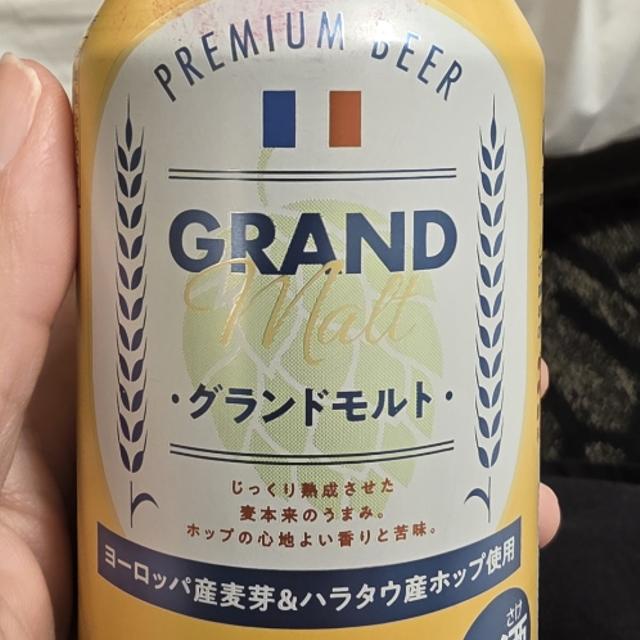 PREMIUM BEER
GRAND
Malt
・グランドモルト・
じっくり熟成させた
麦本来のうまみ。
ホップの心地よい香りと苦味。
ヨーロッパ産麦芽&ハラタウ産ホップ使用
さけ